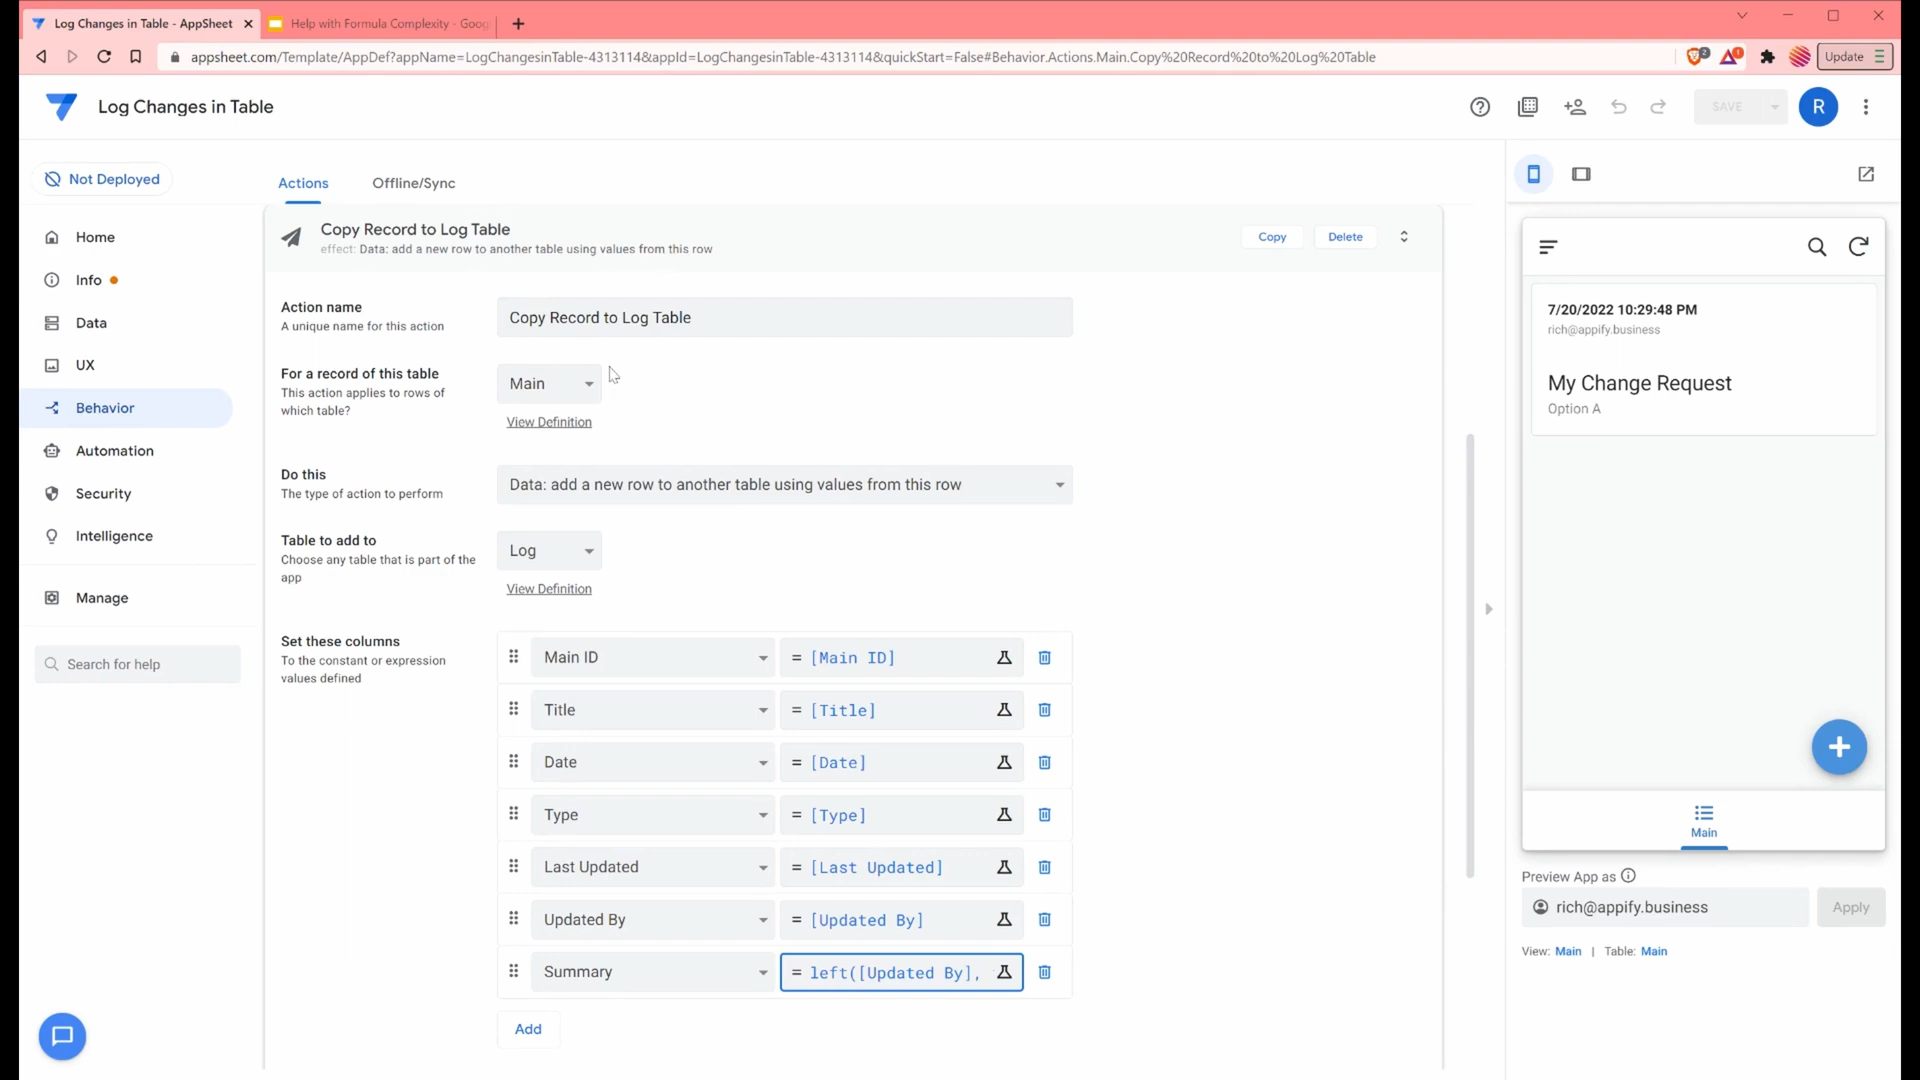 Log Changes in Table - AppSheet
Help with Formula Complexity - Goog
appsheet.com/Template/AppDef?appName=LogChangesinTable-4313114&appId=LogChangesinTable-4313114&quickStart=False#Behavior.Actions.Main.Copy%20Record%20to%20Log%20Table
2
1
Update
Log Changes in Table
SAVE
R
Not Deployed
Actions
Offline/Sync
Home
Info
Data
UX
Behavior
Automation
Security
Intelligence
Manage
Search for help
Copy Record to Log Table
effect: Data: add a new row to another table using values from this row
Copy
Delete
Action name
A unique name for this action
Copy Record to Log Table
For a record of this table
This action applies to rows of
which table?
Main
View Definition
Do this
The type of action to perform
Data: add a new row to another table using values from this row
Table to add to
Choose any table that is part of the
app
Log
View Definition
Set these columns
To the constant or expression
values defined
Main ID
= [Main ID]
Title
= [Title]
Date
= [Date]
Type
= [Type]
Last Updated
= [Last Updated]
Updated By
= [Updated By]
Summary
= left([Updated By],
Add
7/20/2022 10:29:48 PM
rich@appify.business
My Change Request
Option A
+
Main
Preview App as
rich@appify.business
Apply
View: Main | Table: Main